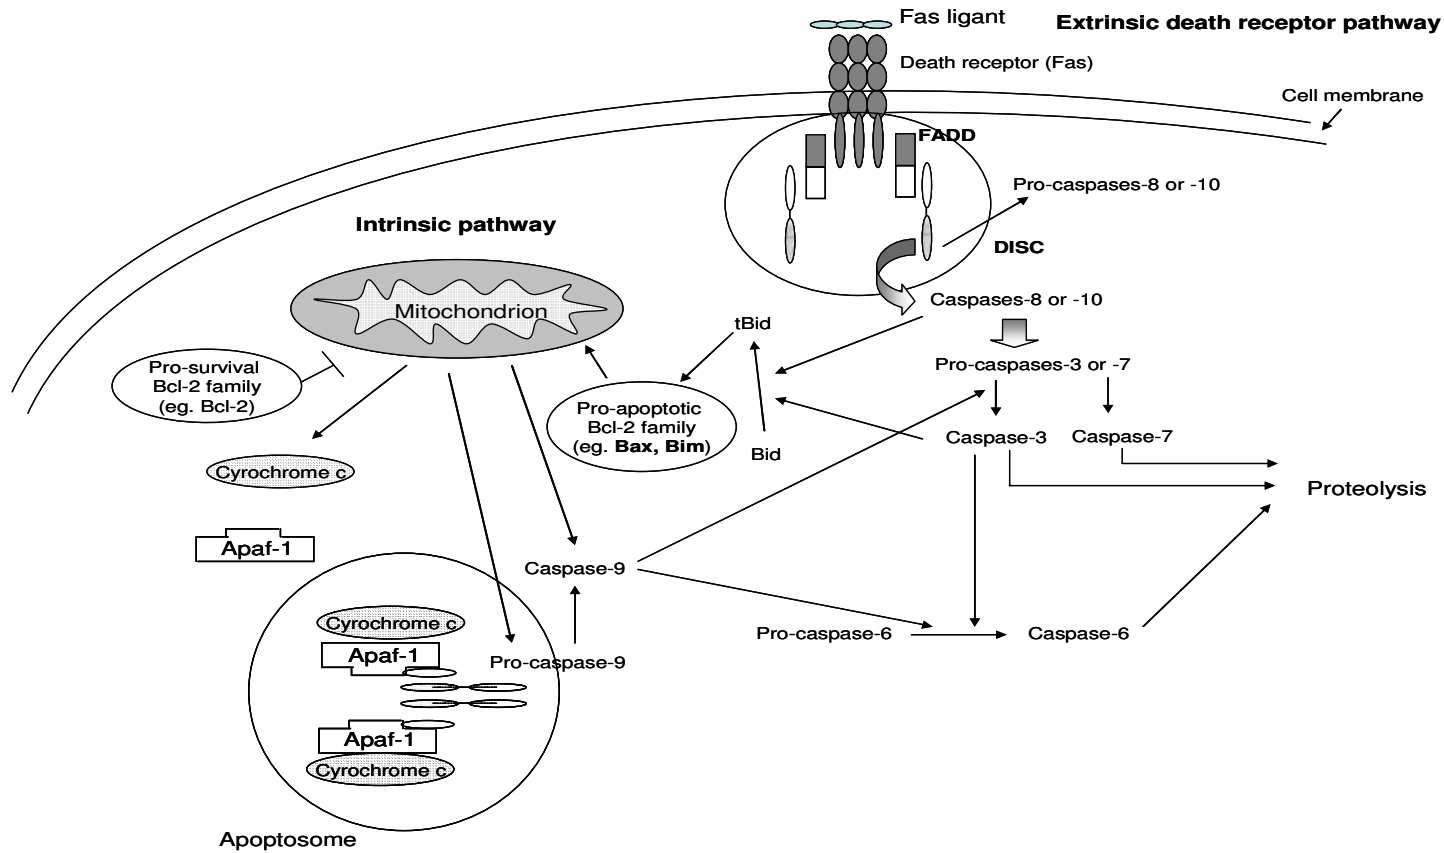 Fas ligant
Extrinsic death receptor pathway
Death receptor (Fas)
Cell membrane
FADD
Pro-caspases-8 or -10
Intrinsic pathway
DISC
Caspases-8 or -10
Mitochondrion
tBid
Pro-survival
Bcl-2 family
(eg. Bcl-2)
Pro-caspases-3 or -7
Pro-apoptotic
Bcl-2 family
(eg. Bax, Bim)
Bid
Caspase-3
Caspase-7
Cyrochrome c
Proteolysis
Apaf-1
Caspase-9
Cyrochrome c
Apaf-1
Pro-caspase-9
Pro-caspase-6
Caspase-6
Apaf-1
Cyrochrome c
Apoptosome